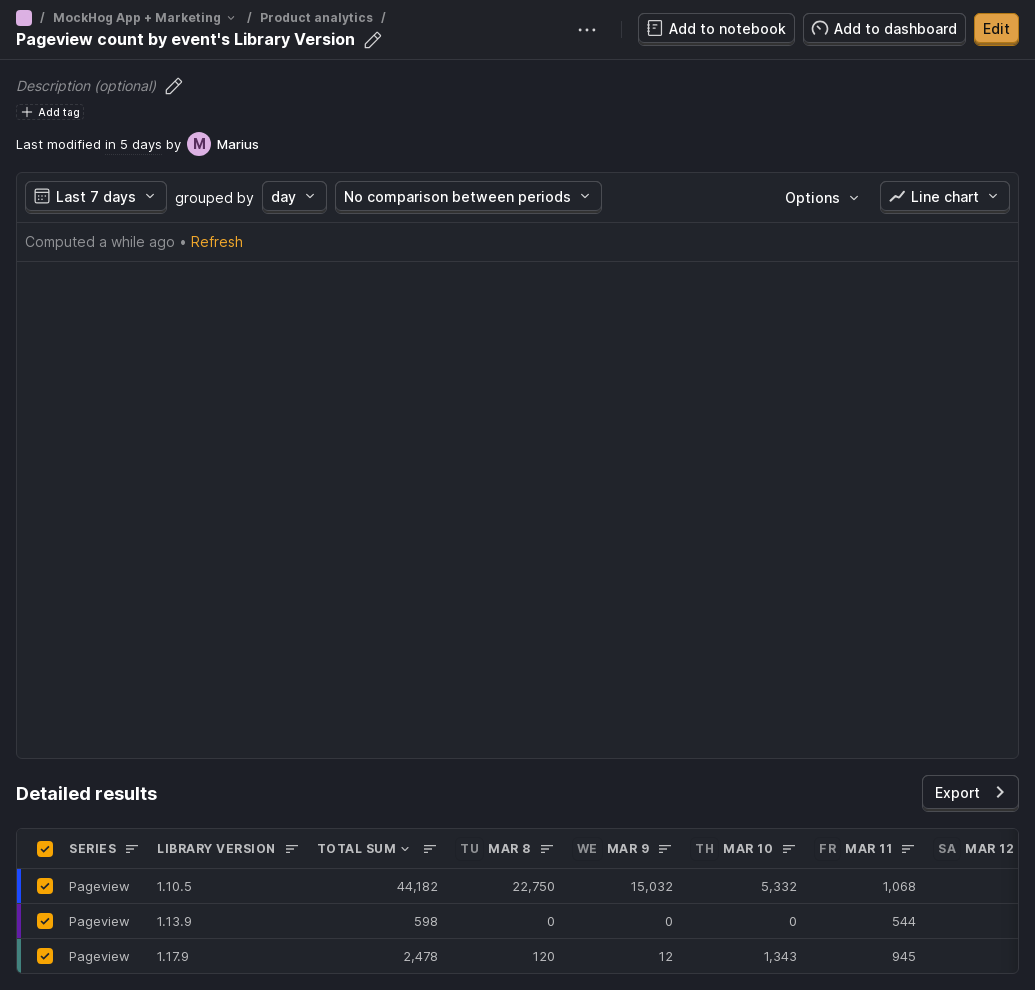 / MockHog App + Marketing / Product analytics /
Pageview count by event's Library Version
Add to notebook
Add to dashboard
Edit
Description (optional)
Add tag
Last modified in 5 days by M Marius
Last 7 days grouped by day No comparison between periods Options Line chart
Computed a while ago • Refresh
Detailed results
Export
SERIES LIBRARY VERSION TOTAL SUM TU MAR 8 WE MAR 9 TH MAR 10 FR MAR 11 SA MAR 12
Pageview 1.10.5 44,182 22,750 15,032 5,332 1,068
Pageview 1.13.9 598 0 0 0 544
Pageview 1.17.9 2,478 120 12 1,343 945